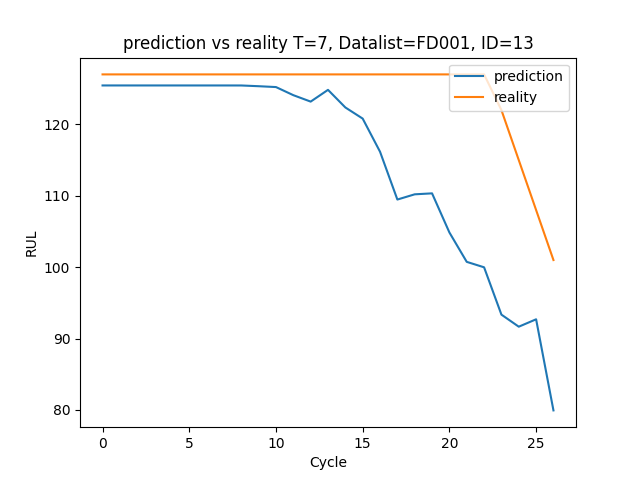 prediction vs reality T=7, Datalist=FD001, ID=13
prediction
reality
120
110
100
90
80
RUL
0 5 10 15 20 25
Cycle